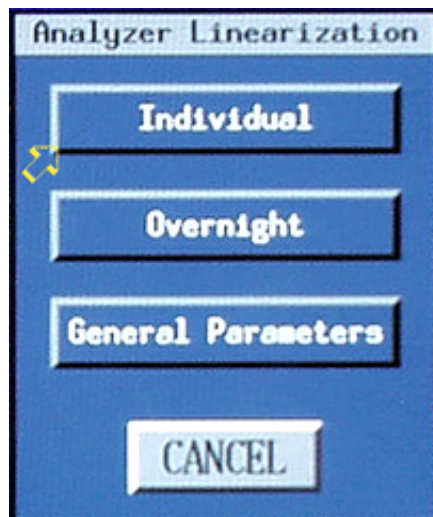 Analyzer Linearization
Individual
Overnight
General Parameters
CANCEL